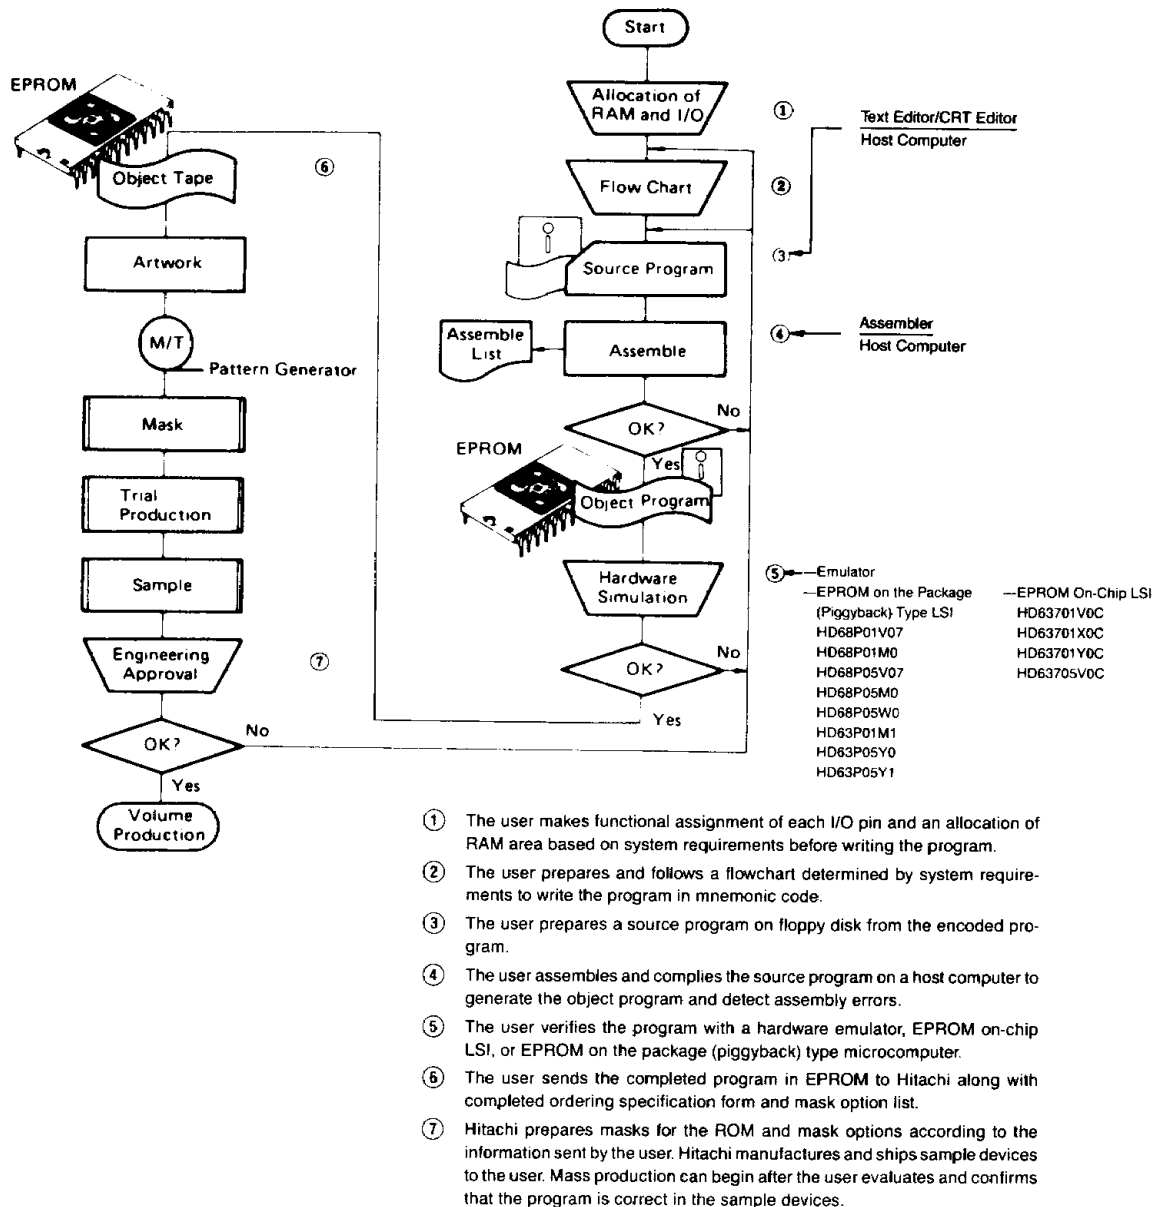 Start
Allocation of
RAM and I/O
①
Text Editor/CRT Editor
Host Computer
Flow Chart
②
Source Program
③
Assembler
Host Computer
④
Assemble
List
Assemble
OK?
No
Yes
EPROM
Object Program
Hardware
Simulation
⑤
—Emulator
—EPROM on the Package
(Piggyback) Type LSI
HD68P01V07
HD68P01M0
HD68P05V07
HD68P05M0
HD68P05W0
HD63P01M1
HD63P05Y0
HD63P05Y1
—EPROM On-Chip LSI
HD63701V0C
HD63701X0C
HD63701Y0C
HD63705V0C
OK?
No
Yes
EPROM
Object Tape
⑥
Artwork
M/T
Pattern Generator
Mask
Trial
Production
Sample
Engineering
Approval
⑦
OK?
No
Yes
Volume
Production
① The user makes functional assignment of each I/O pin and an allocation of
RAM area based on system requirements before writing the program.
② The user prepares and follows a flowchart determined by system require-
ments to write the program in mnemonic code.
③ The user prepares a source program on floppy disk from the encoded pro-
gram.
④ The user assembles and complies the source program on a host computer to
generate the object program and detect assembly errors.
⑤ The user verifies the program with a hardware emulator, EPROM on-chip
LSI, or EPROM on the package (piggyback) type microcomputer.
⑥ The user sends the completed program in EPROM to Hitachi along with
completed ordering specification form and mask option list.
⑦ Hitachi prepares masks for the ROM and mask options according to the
information sent by the user. Hitachi manufactures and ships sample devices
to the user. Mass production can begin after the user evaluates and confirms
that the program is correct in the sample devices.